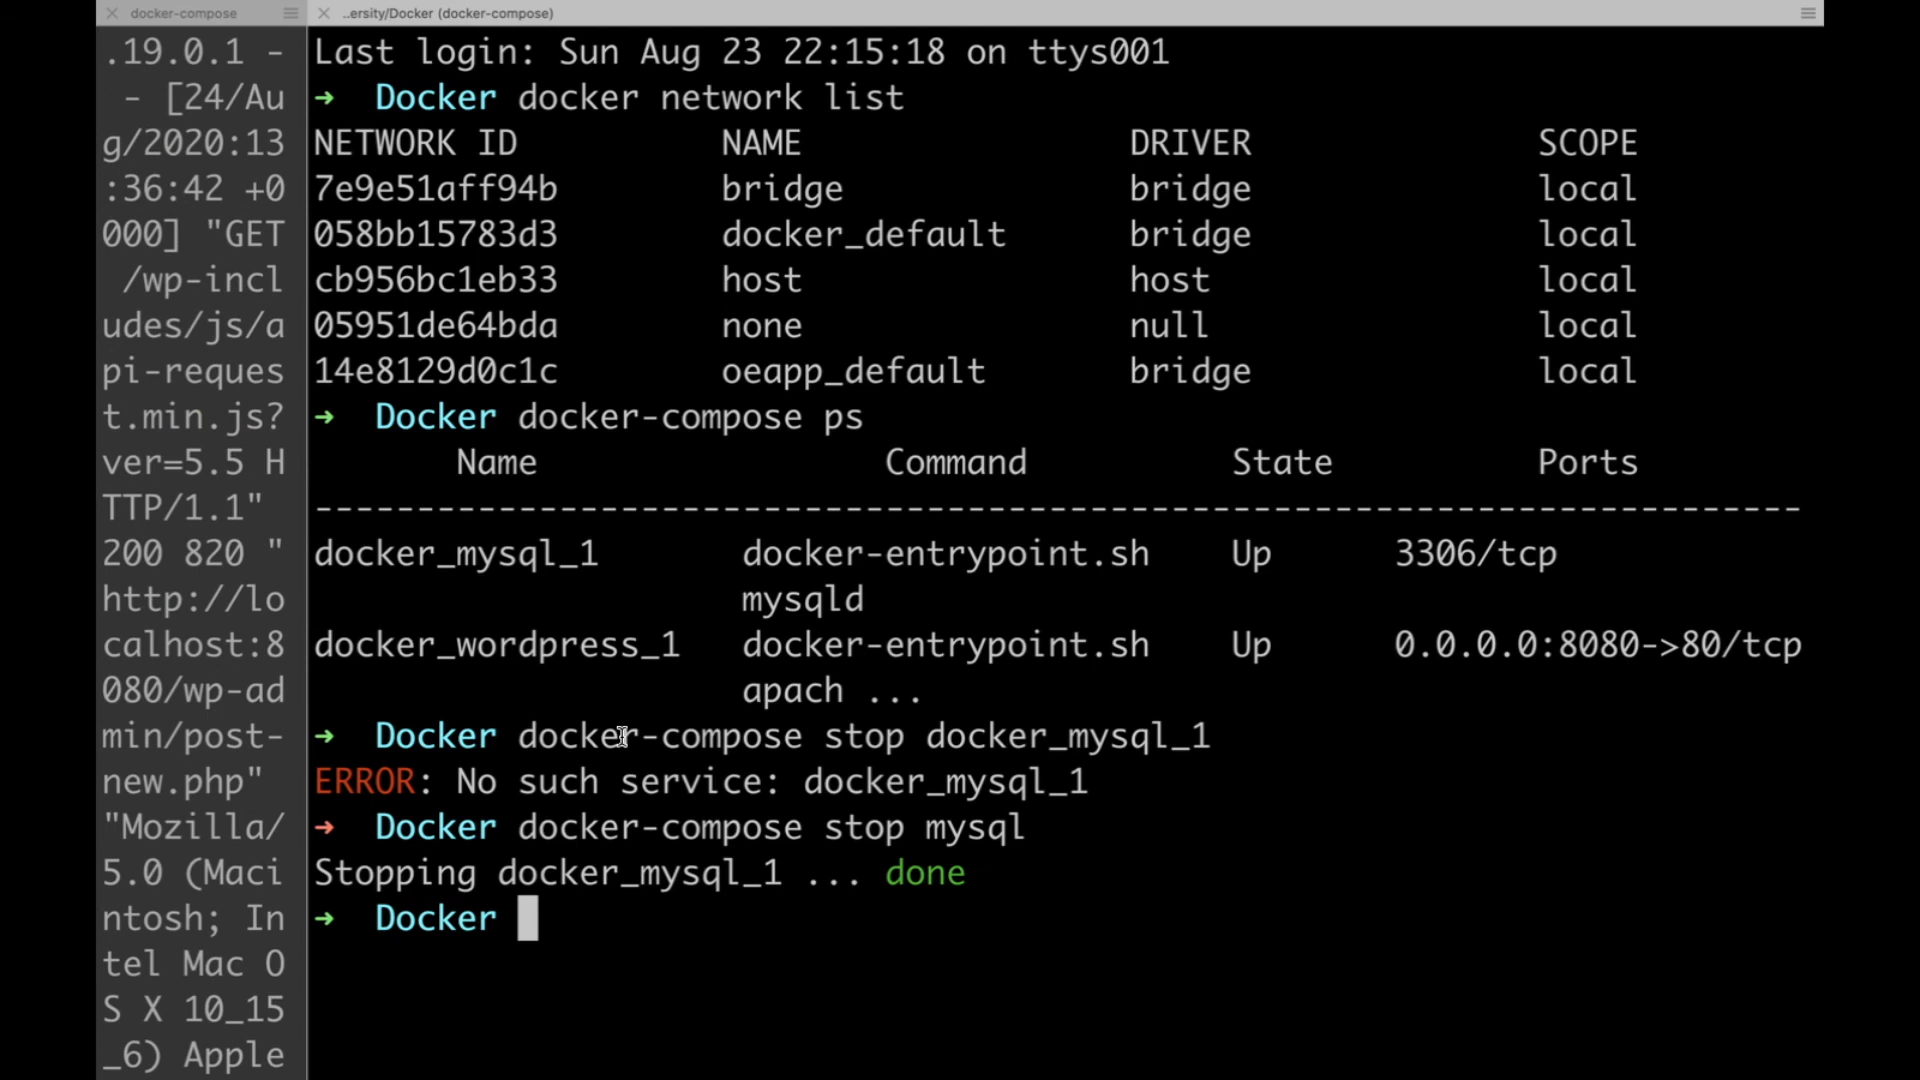 docker-compose
..ersity/Docker (docker-compose)
.19.0.1 -
- [24/Au
g/2020:13
:36:42 +0
000] "GET
/wp-incl
udes/js/a
pi-reques
t.min.js?
ver=5.5 H
TTP/1.1"
200 820 "
http://lo
calhost:8
080/wp-ad
min/post-
new.php"
"Mozilla/
5.0 (Maci
ntosh; In
tel Mac O
S X 10_15
_6) Apple
Last login: Sun Aug 23 22:15:18 on ttys001
→ Docker docker network list
NETWORK ID NAME DRIVER SCOPE
7e9e51aff94b bridge bridge local
058bb15783d3 docker_default bridge local
cb956bc1eb33 host host local
05951de64bda none null local
14e8129d0c1c oeapp_default bridge local
→ Docker docker-compose ps
Name Command State Ports
-------------------------------------------------------------------------
docker_mysql_1 docker-entrypoint.sh Up 3306/tcp
mysqld
docker_wordpress_1 docker-entrypoint.sh Up 0.0.0.0:8080->80/tcp
apach ...
→ Docker docker-compose stop docker_mysql_1
ERROR: No such service: docker_mysql_1
→ Docker docker-compose stop mysql
Stopping docker_mysql_1 ... done
→ Docker